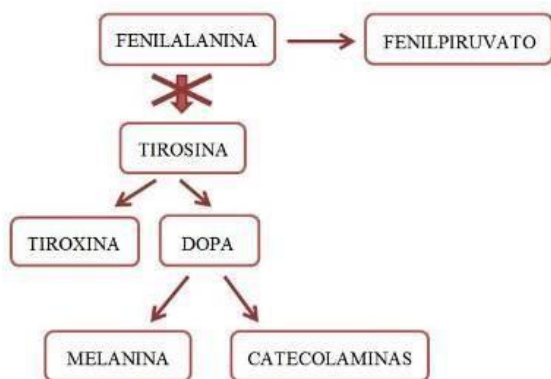 FENILALANINA
FENILPIRUVATO
TIROSINA
TIROXINA
DOPA
MELANINA
CATECOLAMINAS